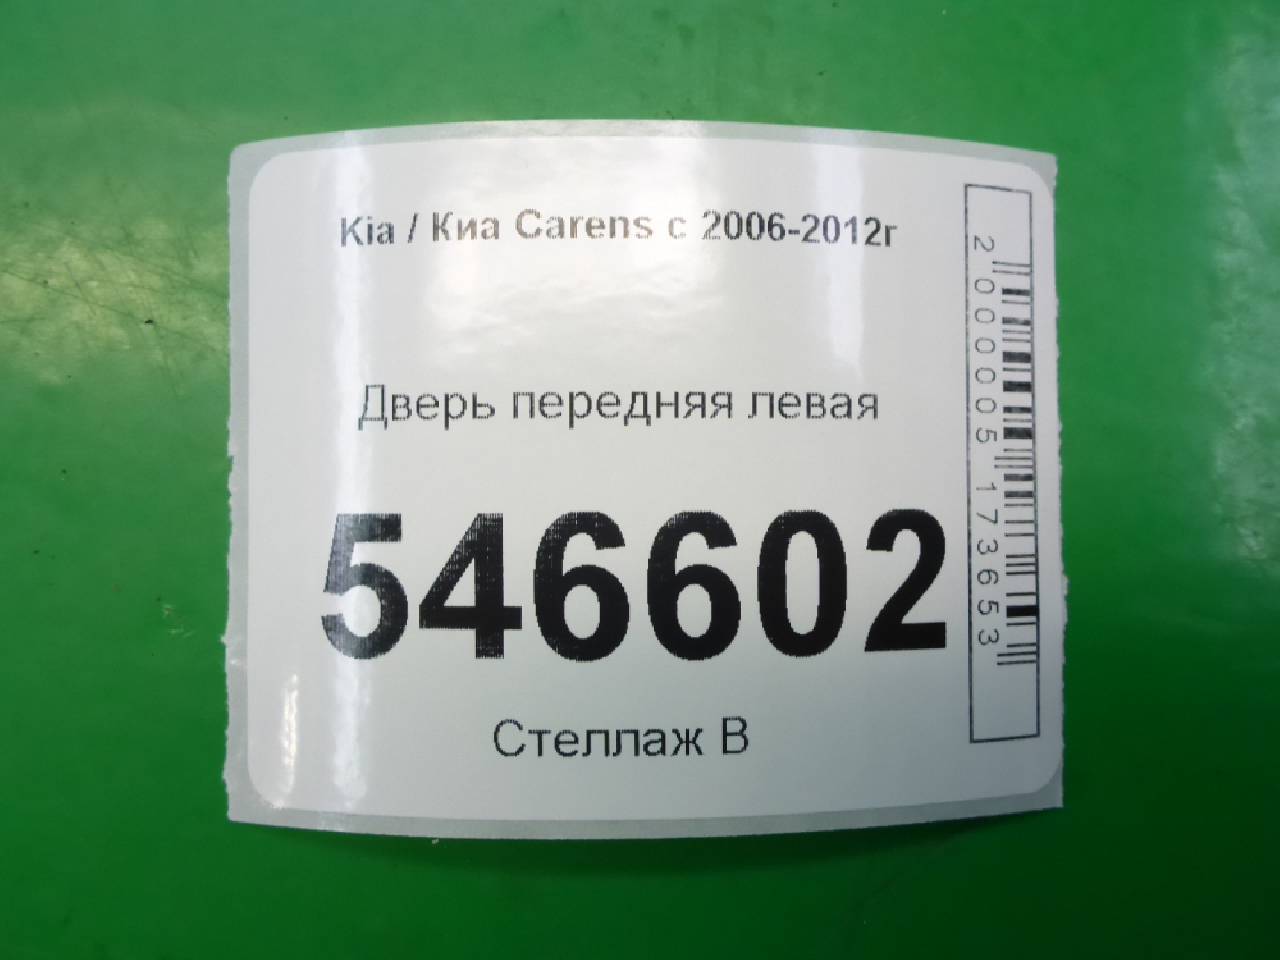 Kia / Киа Carens с 2006-2012г
Дверь передняя левая
546602
Стеллаж В
2000005173653